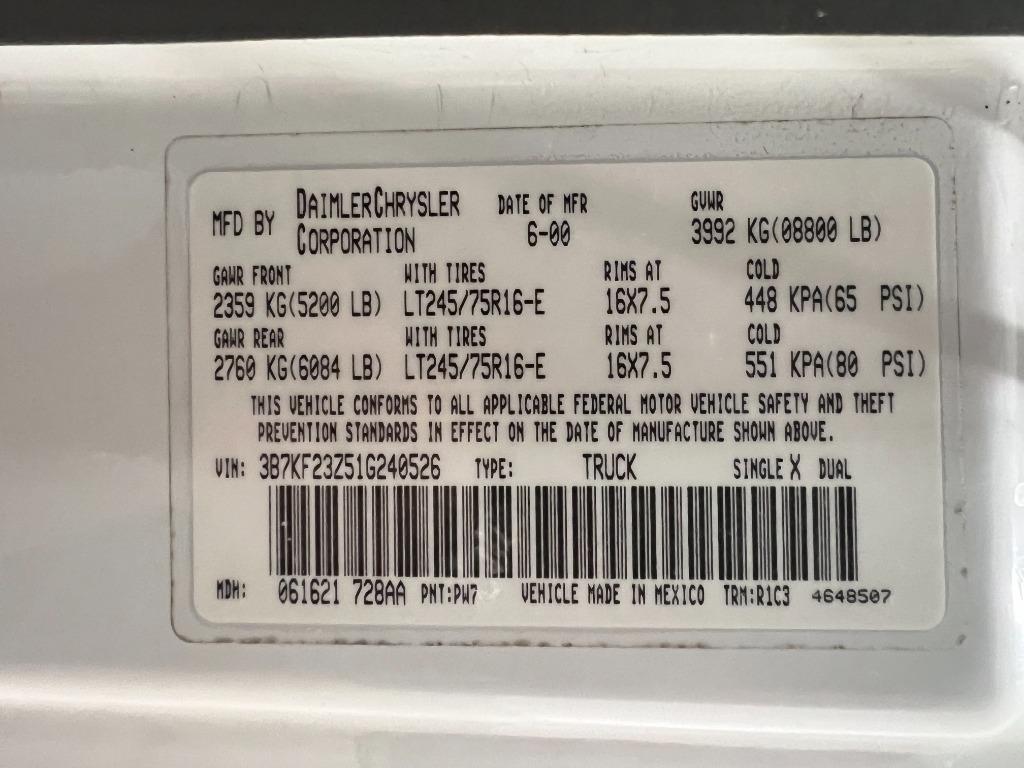 MFD BY DAIMLERCHRYSLER CORPORATION DATE OF MFR 6-00 GVWR 3992 KG(08800 LB)
GAWR FRONT WITH TIRES RIMS AT COLD
2359 KG(5200 LB) LT245/75R16-E 16X7.5 448 KPA(65 PSI)
GAWR REAR WITH TIRES RIMS AT COLD
2760 KG(6084 LB) LT245/75R16-E 16X7.5 551 KPA(80 PSI)
THIS VEHICLE CONFORMS TO ALL APPLICABLE FEDERAL MOTOR VEHICLE SAFETY AND THEFT
PREVENTION STANDARDS IN EFFECT ON THE DATE OF MANUFACTURE SHOWN ABOVE.
VIN: 3B7KF23Z51G240526 TYPE: TRUCK SINGLE X DUAL
MDH: 061621 728AA PNT:PW7 VEHICLE MADE IN MEXICO TRM:R1C3 4648507